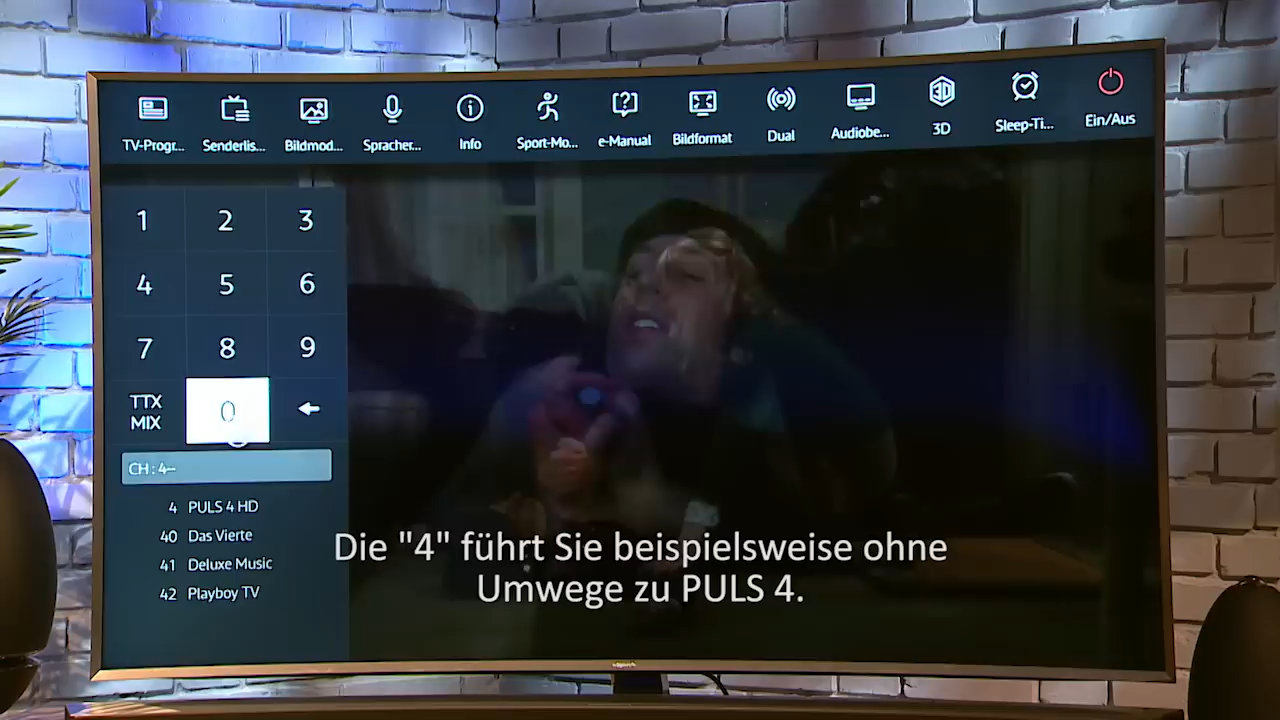 TV-Progr... Senderlis... Bildmod... Spracher... Info Sport-Mo... e-Manual Bildformat Dual Audiobe... 3D Sleep-Ti... Ein/Aus
1 2 3
4 5 6
7 8 9
TTX
MIX
0
CH : 4--
4 PULS 4 HD
40 Das Vierte
41 Deluxe Music
42 Playboy TV
Die "4" führt Sie beispielsweise ohne
Umwege zu PULS 4.